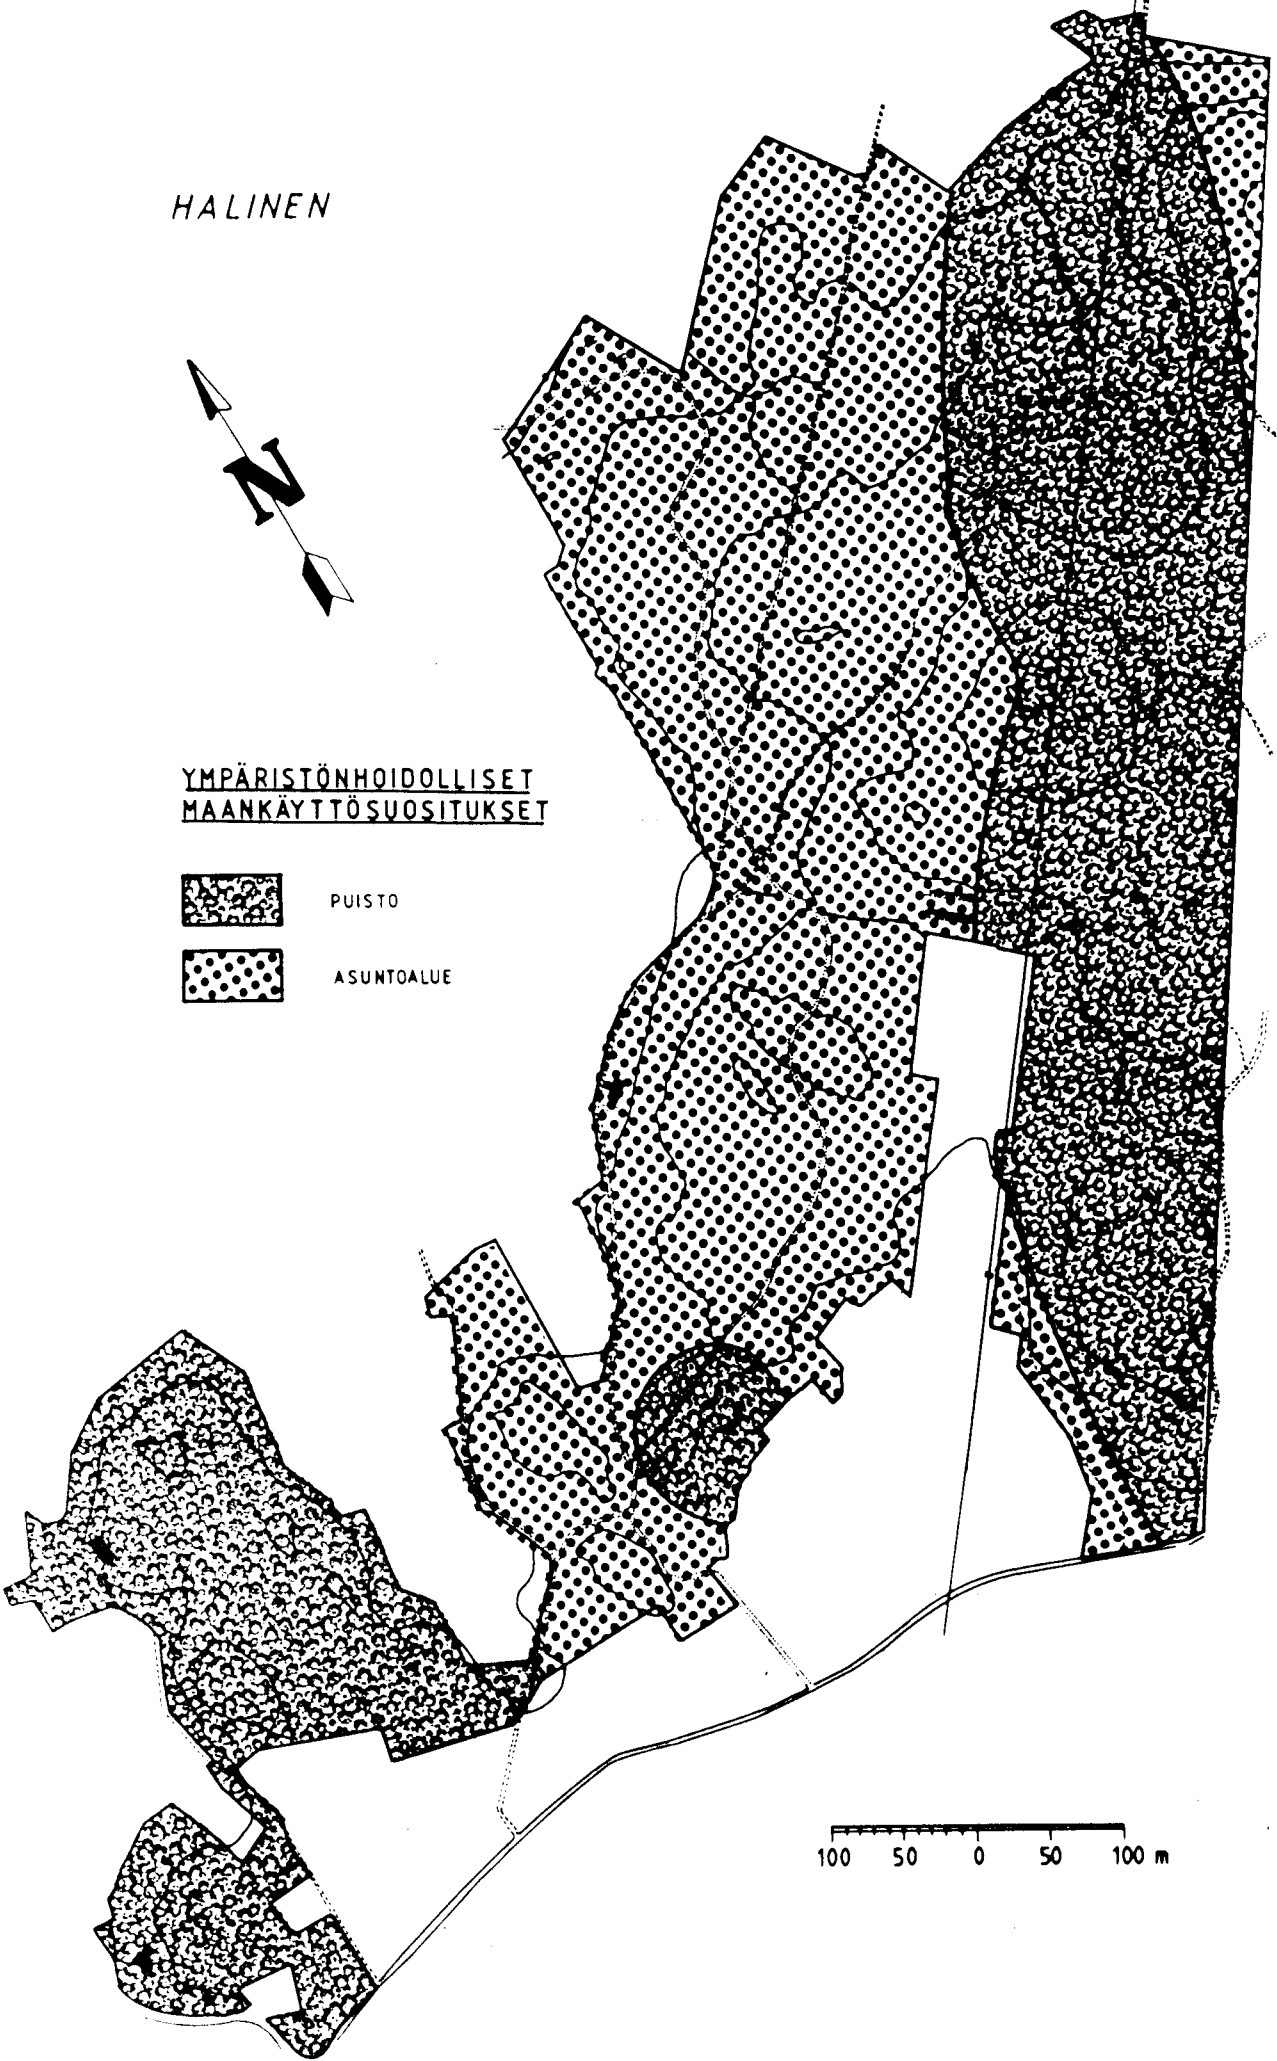 HALINEN
N
YMPÄRISTÖNHOIDOLLISET
MAANKÄYTTÖSUOSITUKSET
PUISTO
ASUNTOALUE
100 50 0 50 100 m